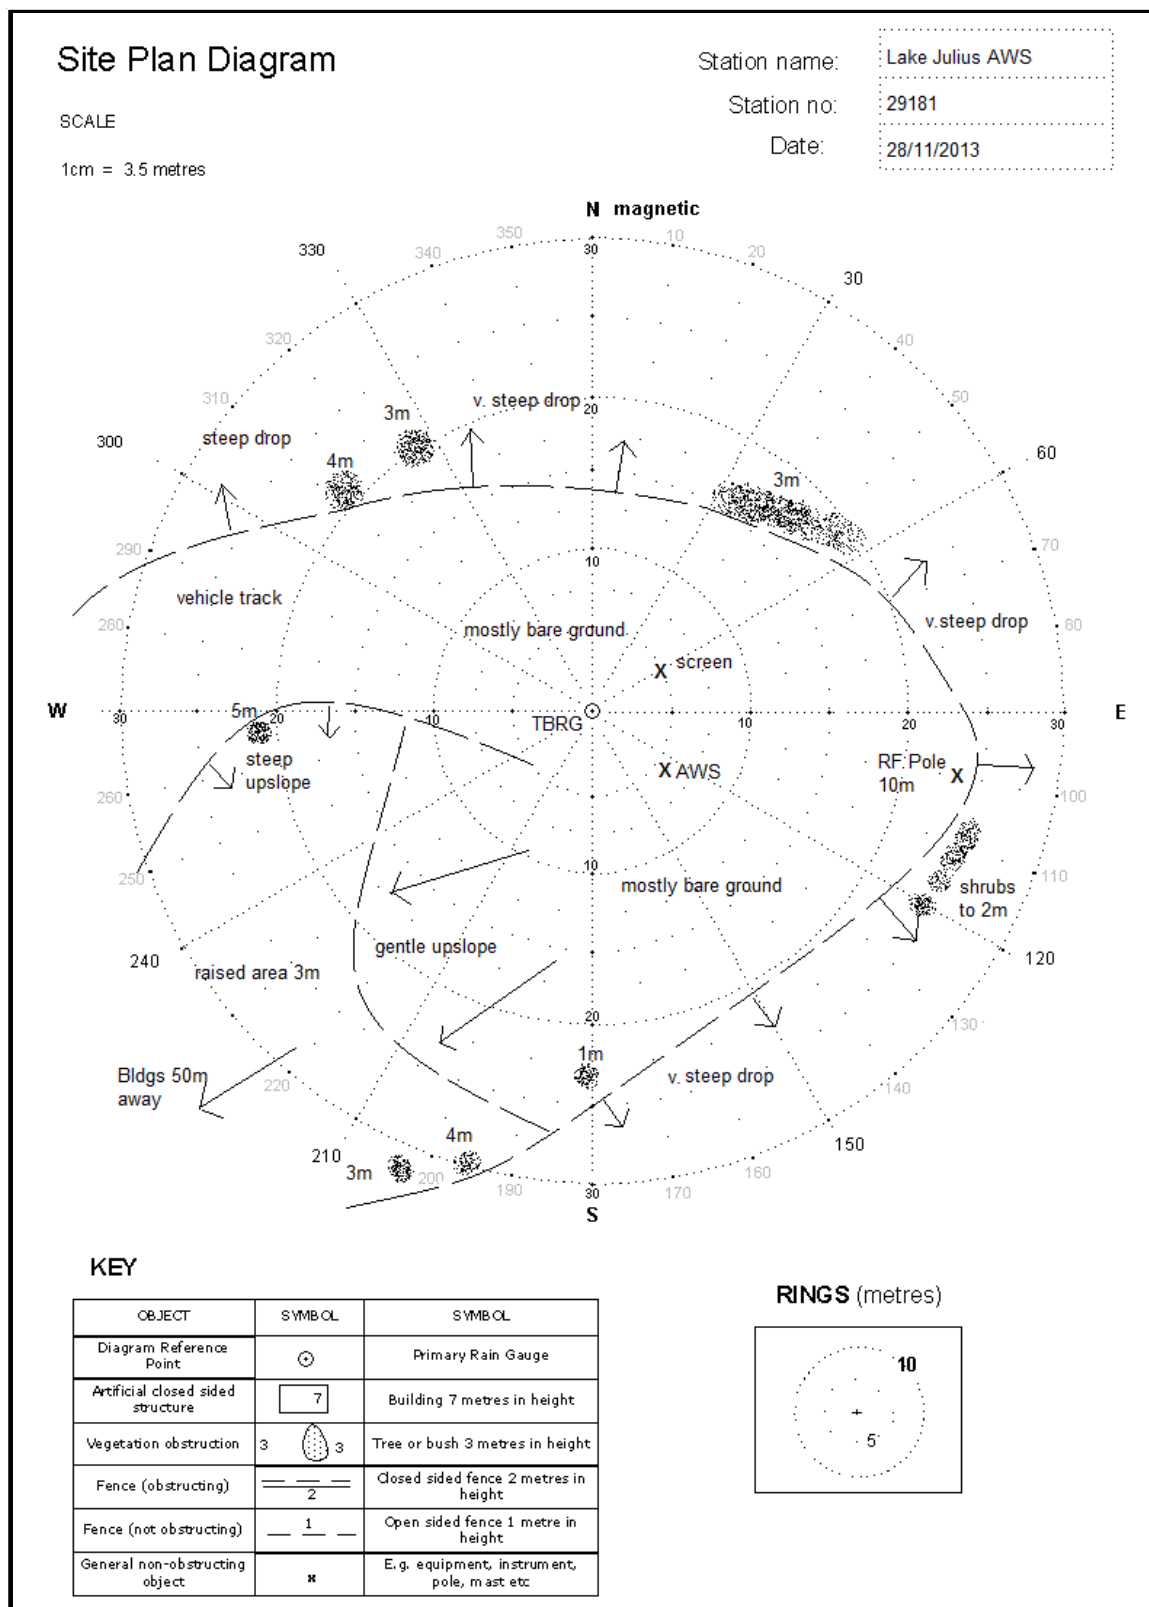 Site Plan Diagram
Station name: Lake Julius AWS
Station no: 29181
Date: 28/11/2013
SCALE
1cm = 3.5 metres
N magnetic
350
10
330
340
30
20
30
320
40
310
50
v. steep drop
3m
20
steep drop
300
60
4m
3m
290
70
10
vehicle track
v.steep drop
280
80
mostly bare ground
X screen
W
30
5m
20
10
TBRG
10
20
30
E
steep
upslope
X AWS
RF Pole
10m
X
260
100
250
10
110
mostly bare ground
shrubs
to 2m
gentle upslope
240
120
raised area 3m
20
130
1m
Bldgs 50m
away
220
v. steep drop
140
4m
210
150
3m
200
160
190
30
170
S
KEY
OBJECT SYMBOL SYMBOL
Diagram Reference
Point
Primary Rain Gauge
Artificial closed sided
structure
7
Building 7 metres in height
Vegetation obstruction
3 3
Tree or bush 3 metres in height
Fence (obstructing)
2
Closed sided fence 2 metres in
height
Fence (not obstructing)
1
Open sided fence 1 metre in
height
General non-obstructing
object
x
E.g. equipment, instrument,
pole, mast etc
RINGS (metres)
10
5